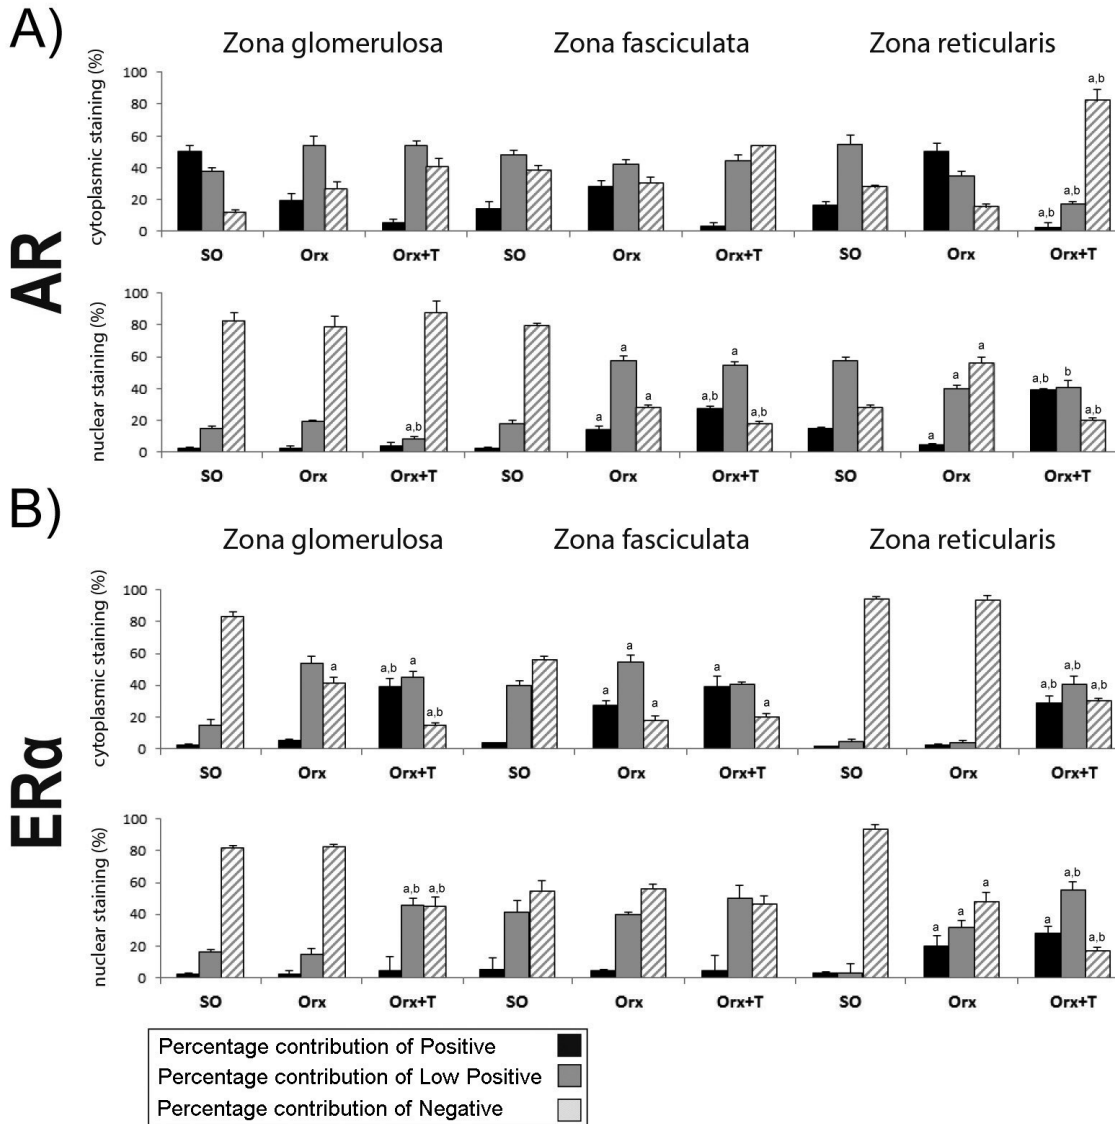 A)
Zona glomerulosa Zona fasciculata Zona reticularis
AR
cytoplasmic staining (%)
100
80
60
40
20
0
a,b
a,b
a,b
SO Orx Orx+T SO Orx Orx+T SO Orx Orx+T
nuclear staining (%)
100
80
60
40
20
0
a,b
a
a
a
a,b
a
a,b
a
a
a
a,b
b
a,b
SO Orx Orx+T SO Orx Orx+T SO Orx Orx+T
B)
Zona glomerulosa Zona fasciculata Zona reticularis
ERα
cytoplasmic staining (%)
100
80
60
40
20
0
a
a,b
a
a,b
a
a
a
a
a
a,b
a,b
a,b
SO Orx Orx+T SO Orx Orx+T SO Orx Orx+T
nuclear staining (%)
100
80
60
40
20
0
a,b
a,b
a
a
a
a
a,b
a,b
SO Orx Orx+T SO Orx Orx+T SO Orx Orx+T
Percentage contribution of Positive
Percentage contribution of Low Positive
Percentage contribution of Negative